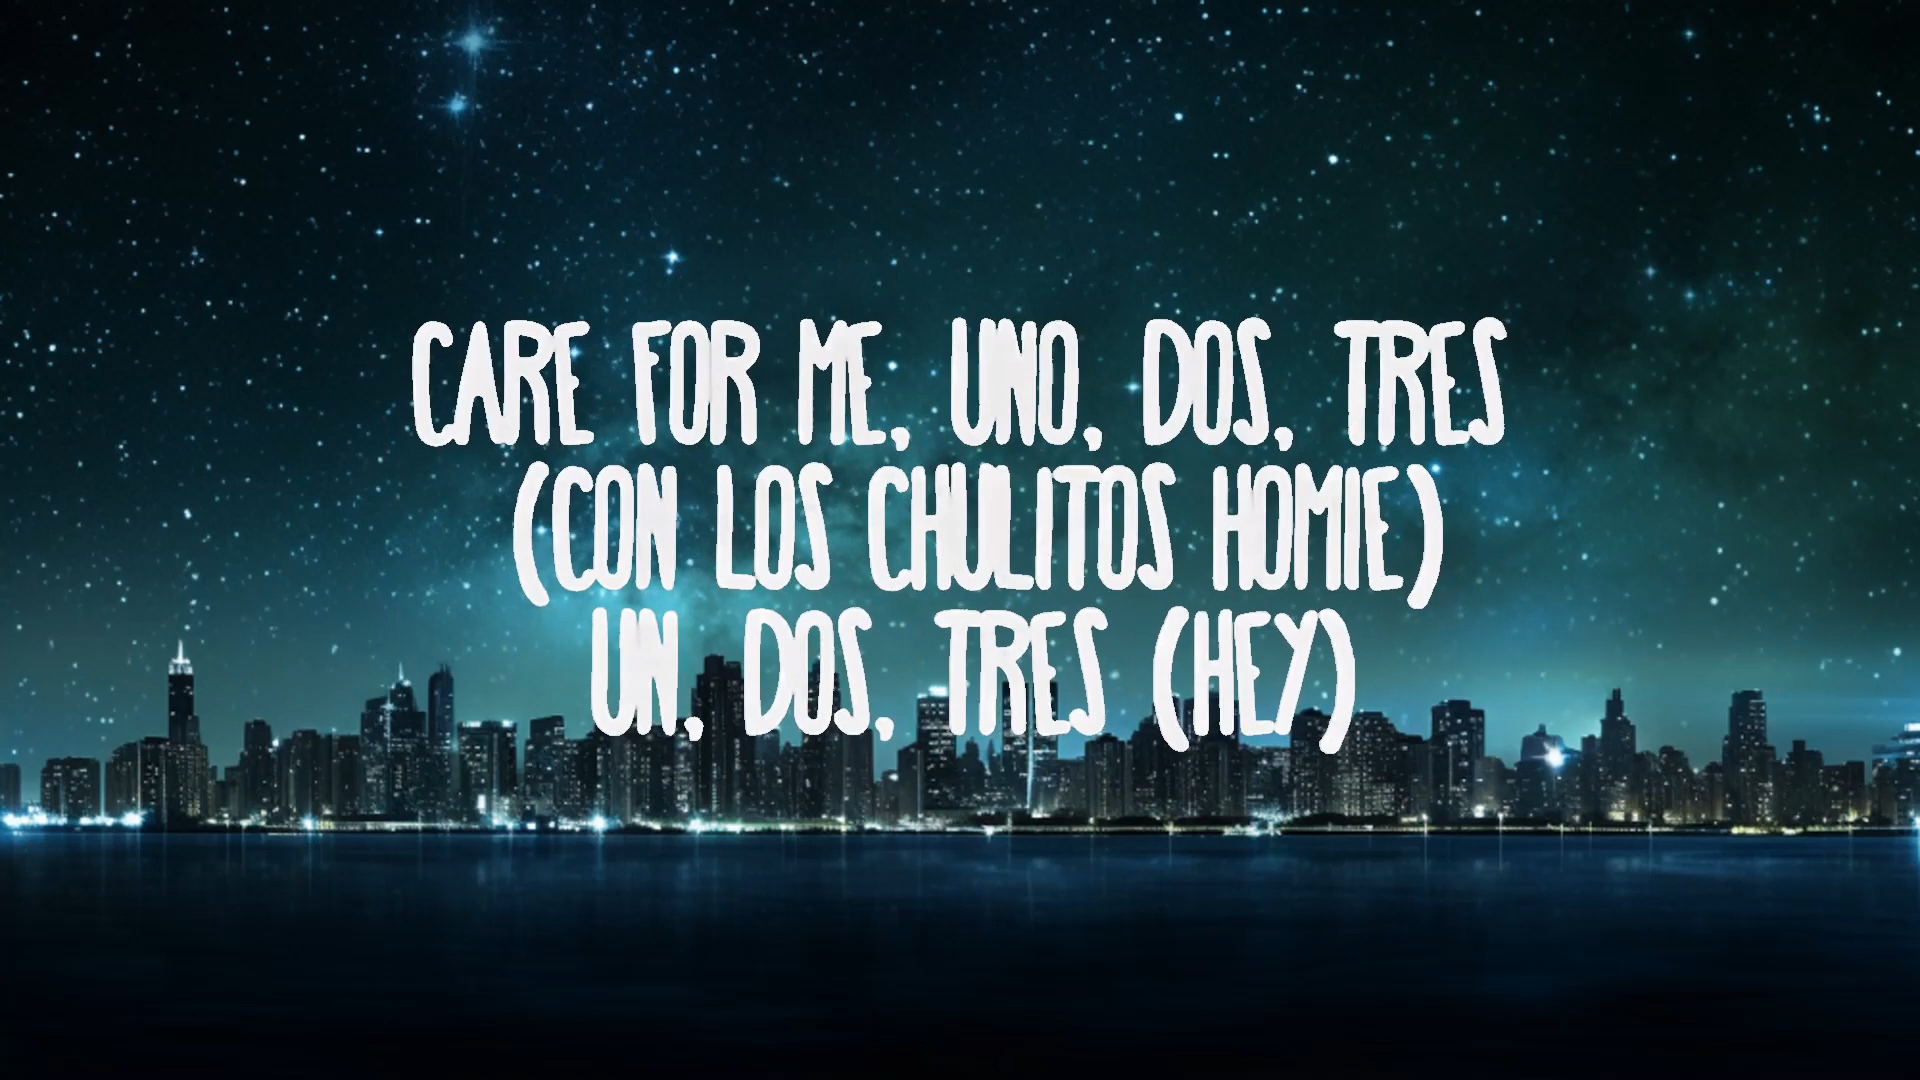 CARE FOR ME, UNO, DOS, TRES
(CON LOS CHULITOS HOMIE)
UN, DOS, TRES (HEY)